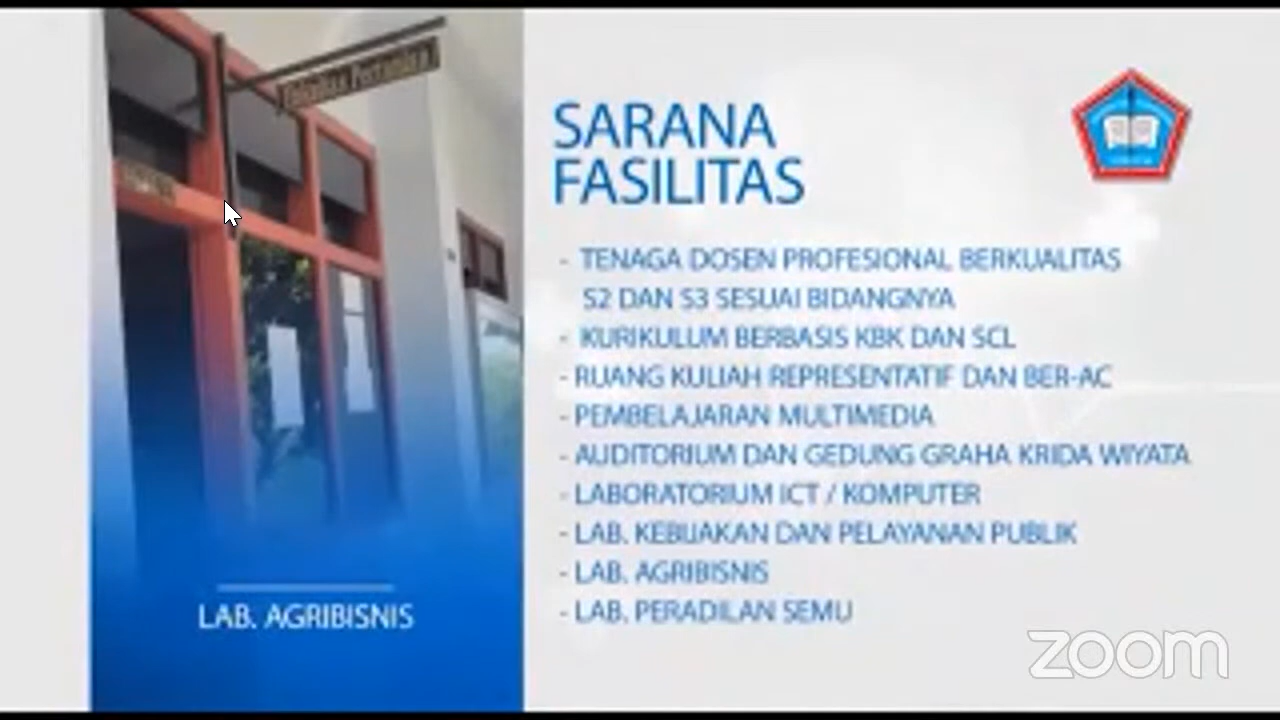 SARANA
FASILITAS
- TENAGA DOSEN PROFESIONAL BERKUALITAS
S2 DAN S3 SESUAI BIDANGNYA
- KURIKULUM BERBASIS KBK DAN SCL
- RUANG KULIAH REPRESENTATIF DAN BER-AC
- PEMBELAJARAN MULTIMEDIA
- AUDITORIUM DAN GEDUNG GRAHA KRIDA WIYATA
- LABORATORIUM ICT / KOMPUTER
- LAB. KEBIJAKAN DAN PELAYANAN PUBLIK
- LAB. AGRIBISNIS
- LAB. PERADILAN SEMU
LAB. AGRIBISNIS
zoom